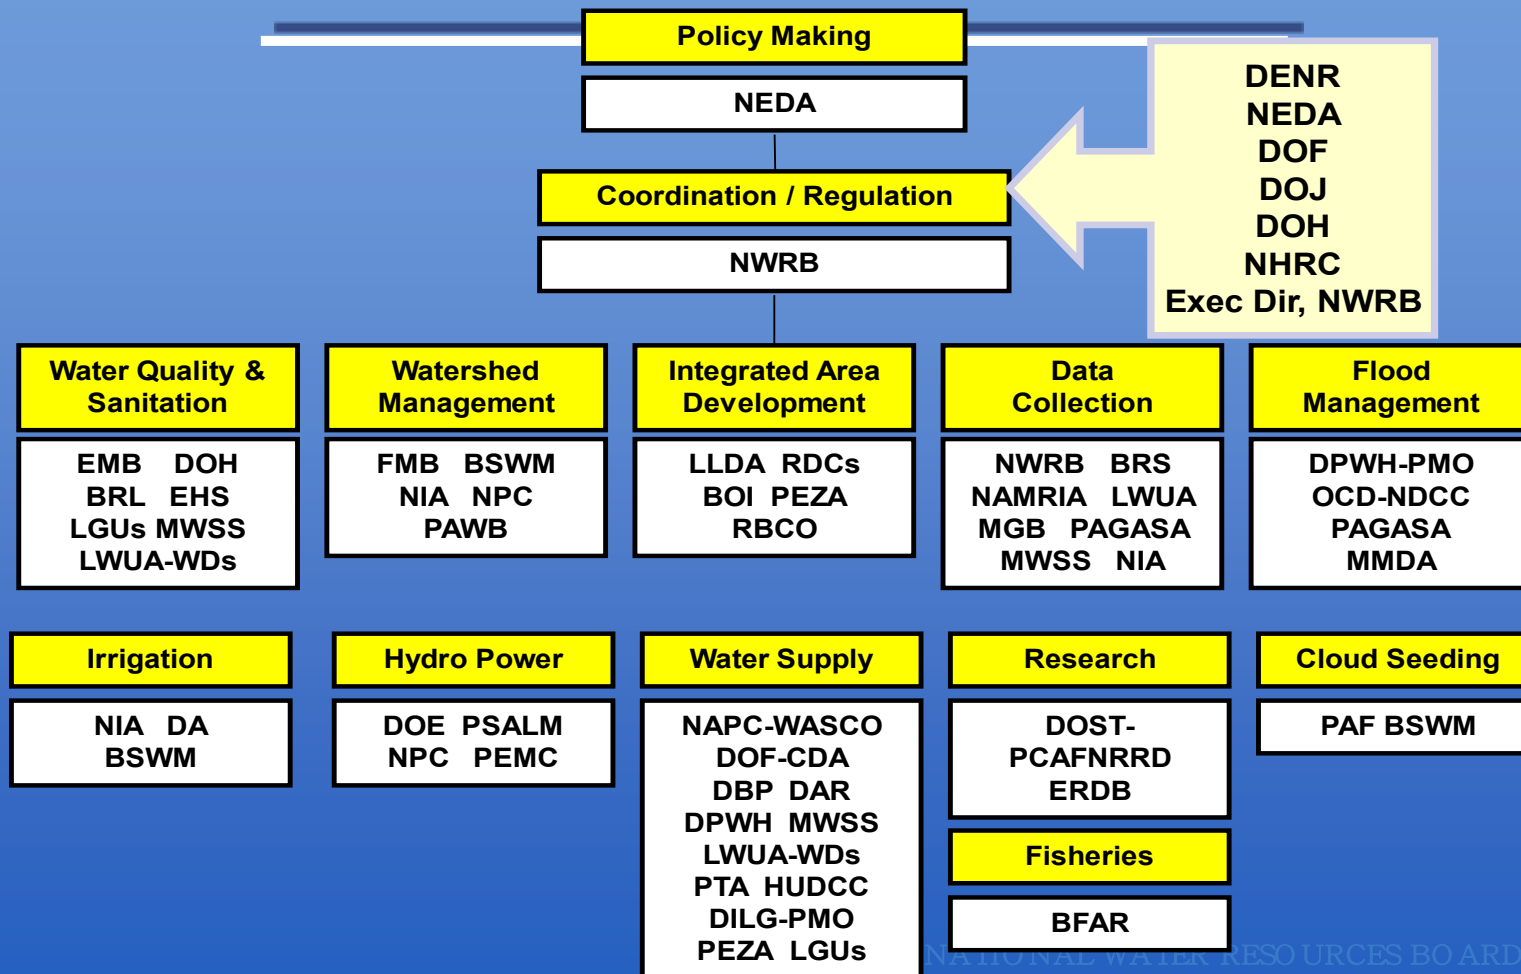 Policy Making
NEDA
Coordination / Regulation
NWRB
DENR
NEDA
DOF
DOJ
DOH
NHRC
Exec Dir, NWRB
Water Quality &
Sanitation
EMB DOH
BRL EHS
LGUs MWSS
LWUA-WDs
Watershed
Management
FMB BSWM
NIA NPC
PAWB
Integrated Area
Development
LLDA RDCs
BOI PEZA
RBCO
Data
Collection
NWRB BRS
NAMRIA LWUA
MGB PAGASA
MWSS NIA
Flood
Management
DPWH-PMO
OCD-NDCC
PAGASA
MMDA
Irrigation
NIA DA
BSWM
Hydro Power
DOE PSALM
NPC PEMC
Water Supply
NAPC-WASCO
DOF-CDA
DBP DAR
DPWH MWSS
LWUA-WDs
PTA HUDCC
DILG-PMO
PEZA LGUs
Research
DOST-
PCAFNRRD
ERDB
Fisheries
BFAR
Cloud Seeding
PAF BSWM
NATIONAL WATER RESOURCES BOARD